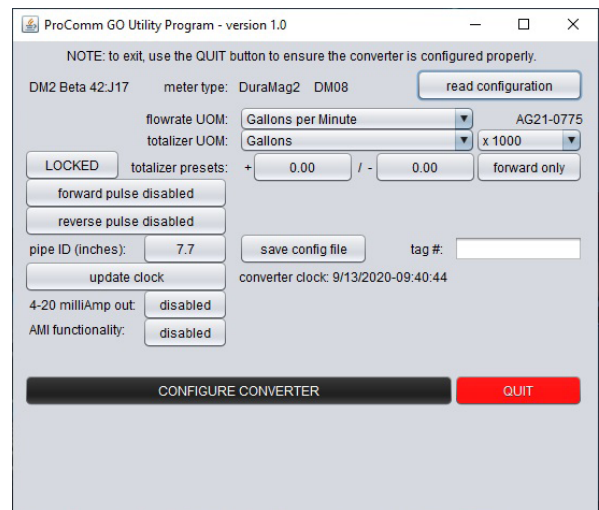 ProComm GO Utility Program - version 1.0
NOTE: to exit, use the QUIT button to ensure the converter is configured properly.
DM2 Beta 42:J17 meter type: DuraMag2 DM08 read configuration
flowrate UOM: Gallons per Minute AG21-0775
totalizer UOM: Gallons x 1000
LOCKED totalizer presets: + 0.00 / - 0.00 forward only
forward pulse disabled
reverse pulse disabled
pipe ID (inches): 7.7 save config file tag #:
update clock converter clock: 9/13/2020-09:40:44
4-20 milliAmp out: disabled
AMI functionality: disabled
CONFIGURE CONVERTER QUIT